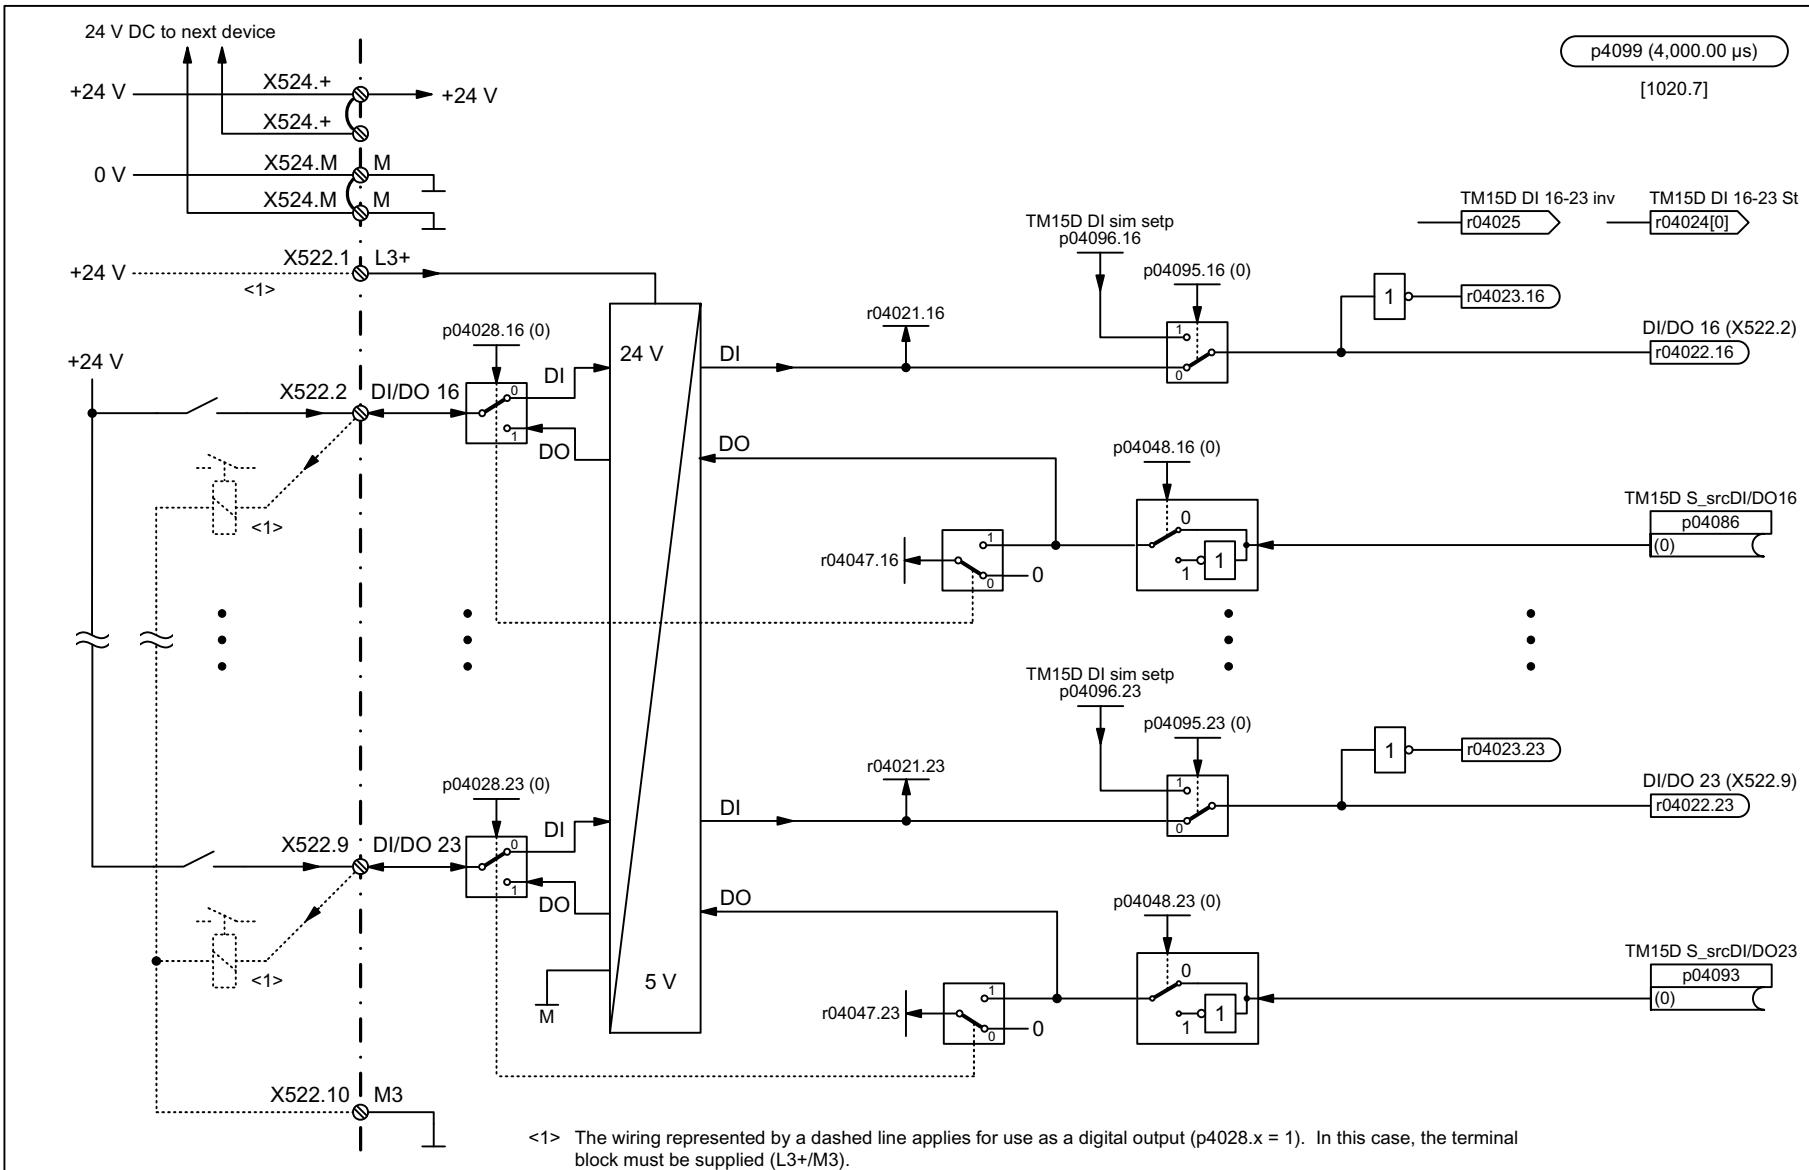 24 V DC to next device
p4099 (4,000.00 µs)
[1020.7]
+24 V
X524.+
+24 V
X524.+
0 V
X524.M
M
X524.M
M
TM15D DI 16-23 inv
r04025
TM15D DI 16-23 St
r04024[0]
+24 V
<1>
X522.1
L3+
TM15D DI sim setp
p04096.16
p04095.16 (0)
1
0
1
r04023.16
DI/DO 16 (X522.2)
r04022.16
+24 V
p04028.16 (0)
24 V
DI
r04021.16
X522.2
DI/DO 16
0
1
DI
DO
DO
p04048.16 (0)
0
1
1
TM15D S_srcDI/DO16
p04086
(0)
<1>
r04047.16
1
0
0
TM15D DI sim setp
p04096.23
p04095.23 (0)
1
0
1
r04023.23
DI/DO 23 (X522.9)
r04022.23
p04028.23 (0)
DI
r04021.23
X522.9
DI/DO 23
0
1
DI
DO
DO
p04048.23 (0)
0
1
1
TM15D S_srcDI/DO23
p04093
(0)
<1>
M
5 V
r04047.23
1
0
0
X522.10
M3
<1> The wiring represented by a dashed line applies for use as a digital output (p4028.x = 1). In this case, the terminal
block must be supplied (L3+/M3).